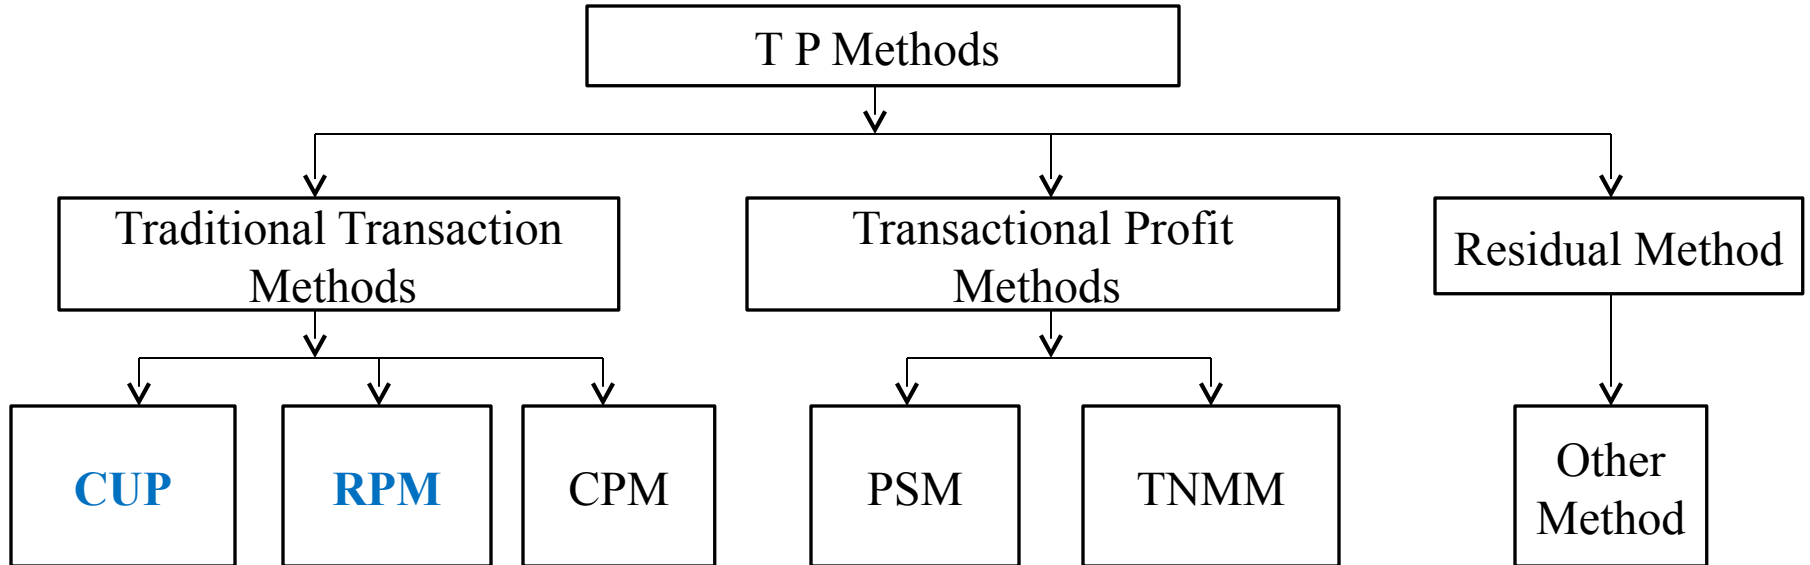 T P Methods
Traditional Transaction
Methods
Transactional Profit
Methods
Residual Method
CUP
RPM
CPM
PSM
TNMM
Other
Method